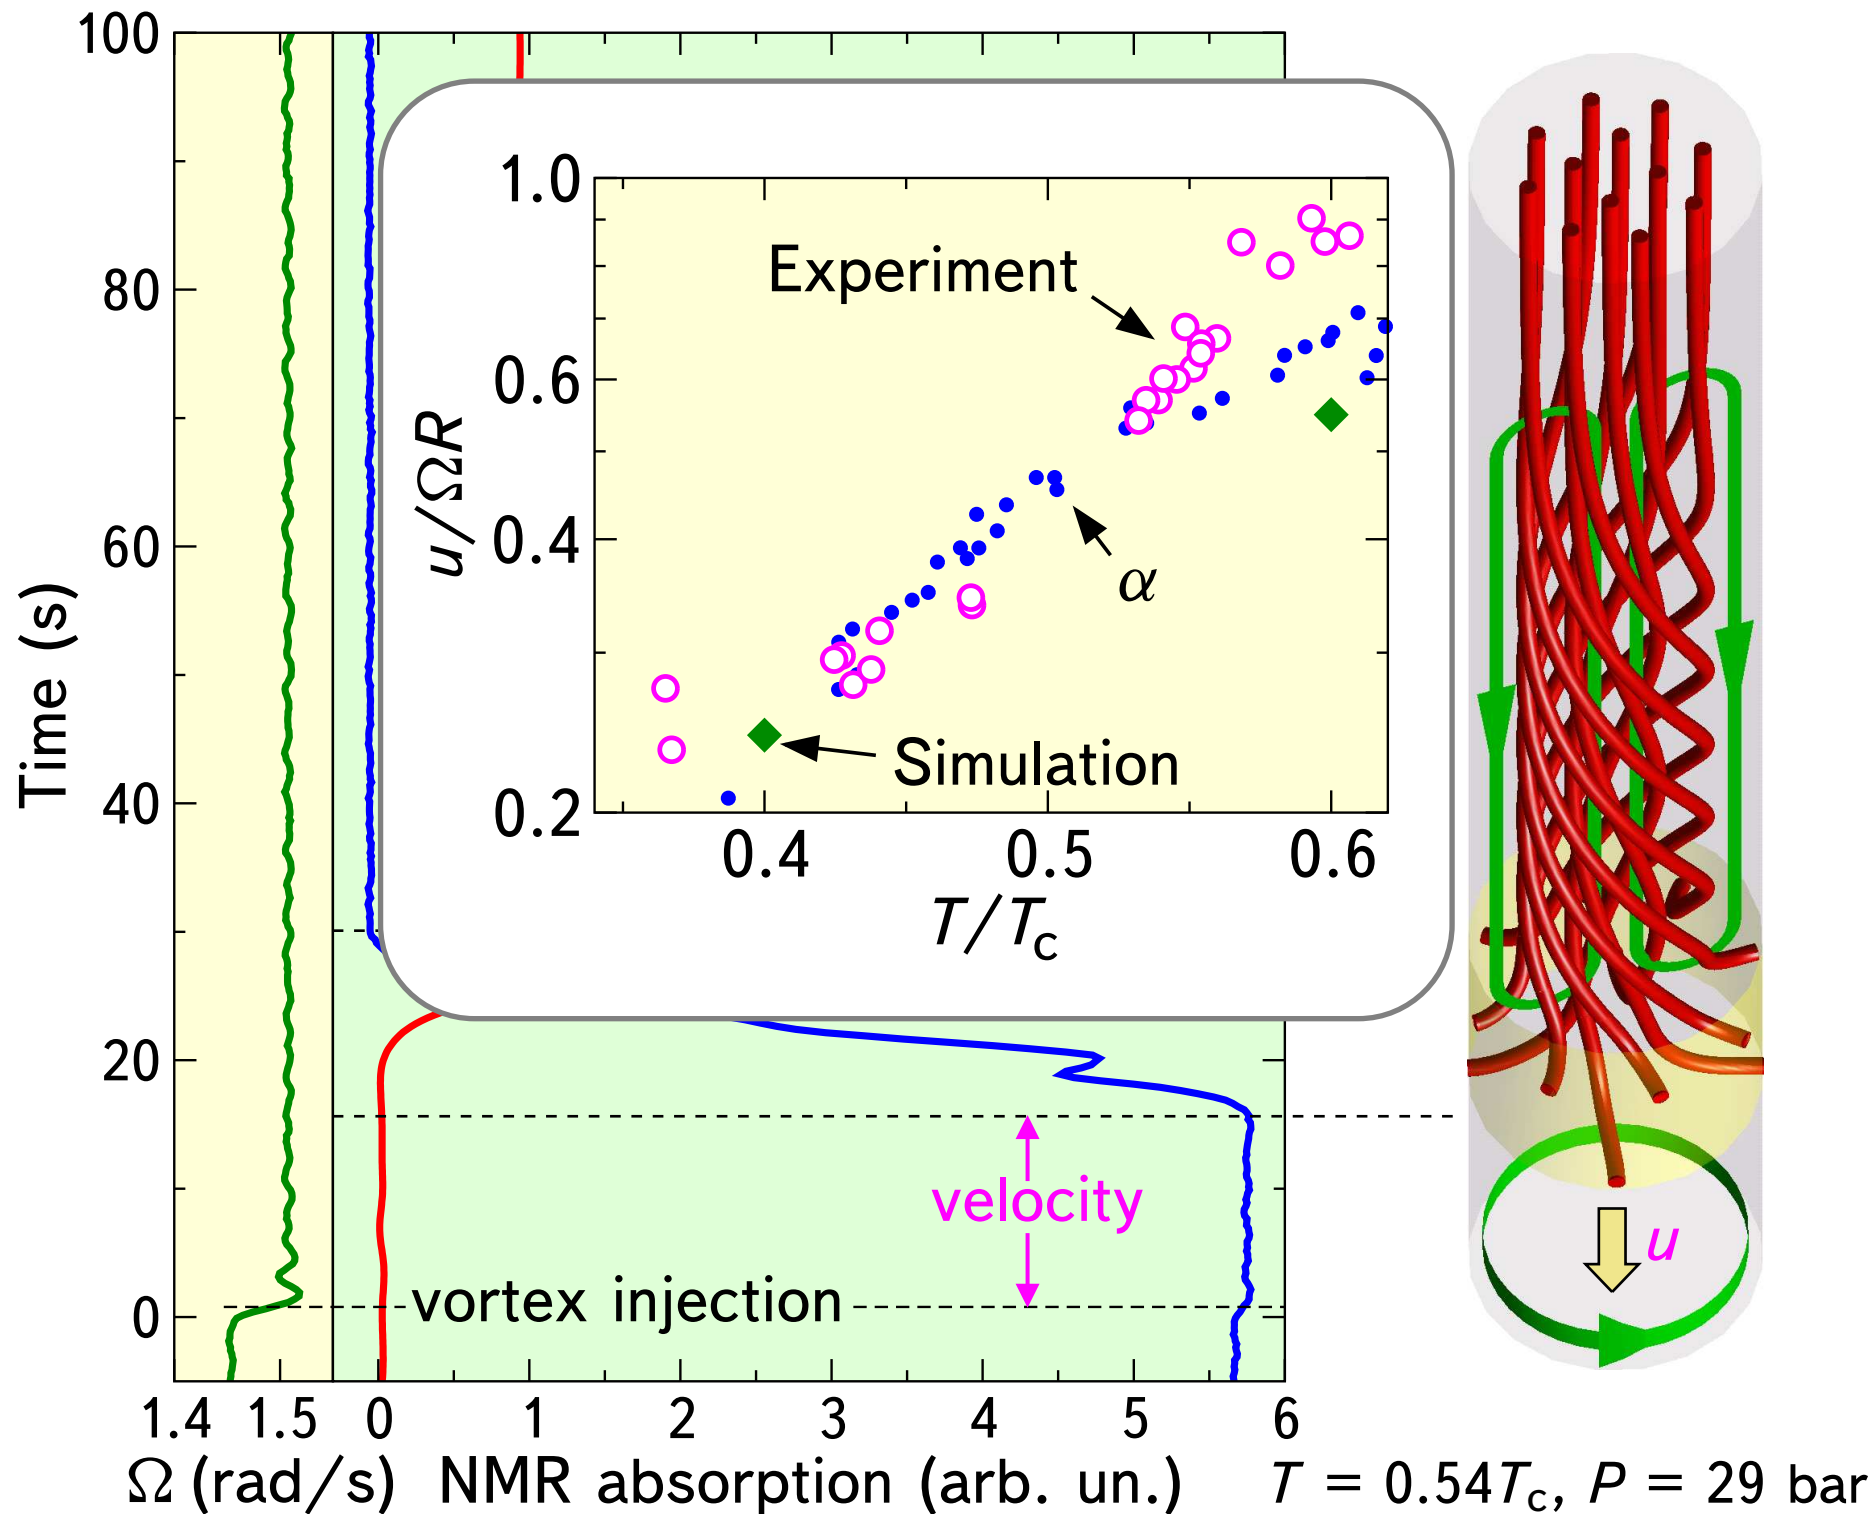 100
80
60
40
20
0
Time (s)
1.0
0.6
0.4
0.2
u/ΩR
Experiment
α
Simulation
0.4 0.5 0.6
T/Tc
velocity
vortex injection
u
1.4 1.5 0 1 2 3 4 5 6
Ω (rad/s) NMR absorption (arb. un.) T = 0.54Tc, P = 29 bar